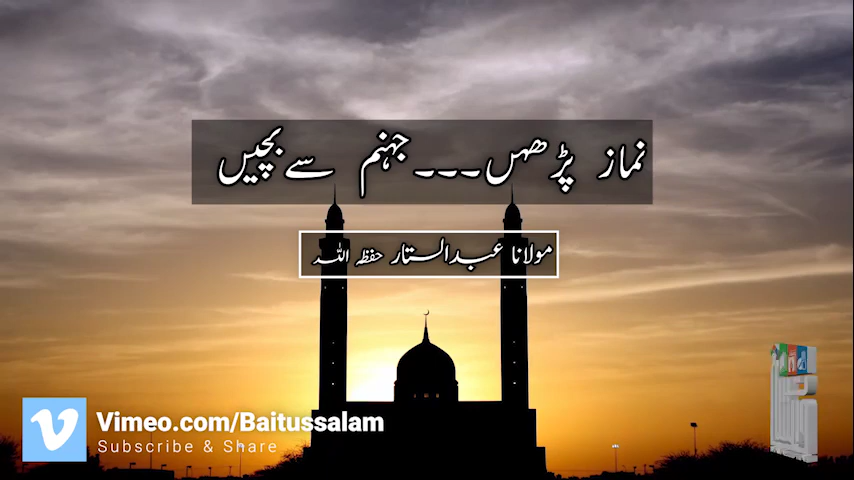 نماز پڑھیں۔۔۔جہنم سے بچیں
مولانا عبدالستار حفظہ اللہ
Vimeo.com/Baitussalam
Subscribe & Share